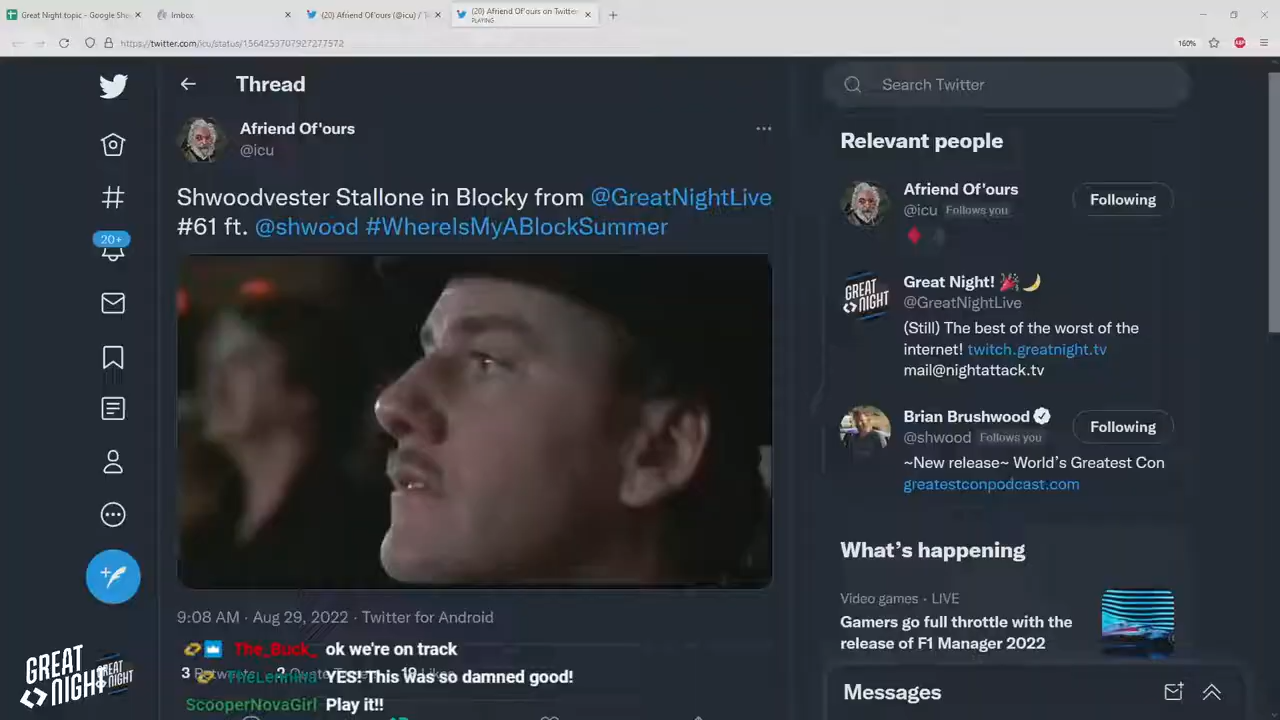 Great Night topic - Google She
Imbox
(20) Afriend Of'ours (@icu) / T
(20) Afriend Of'ours on Twitter
PLAYING
https://twitter.com/icu/status/1564253707927277572
160%
Thread
Search Twitter
Afriend Of'ours
@icu
Shwoodvester Stallone in Blocky from @GreatNightLive
#61 ft. @shwood #WhereIsMyABlockSummer
20+
9:08 AM · Aug 29, 2022 · Twitter for Android
The_Buck_ ok we're on track
3
TheLennina YES! This was so damned good!
ScooperNovaGirl Play it!!
GREAT
NIGHT
Relevant people
Afriend Of'ours
@icu Follows you
Following
GREAT
NIGHT
Great Night!
@GreatNightLive
(Still) The best of the worst of the
internet! twitch.greatnight.tv
mail@nightattack.tv
Brian Brushwood
@shwood Follows you
Following
~New release~ World's Greatest Con
greatestconpodcast.com
What's happening
Video games · LIVE
Gamers go full throttle with the
release of F1 Manager 2022
Messages